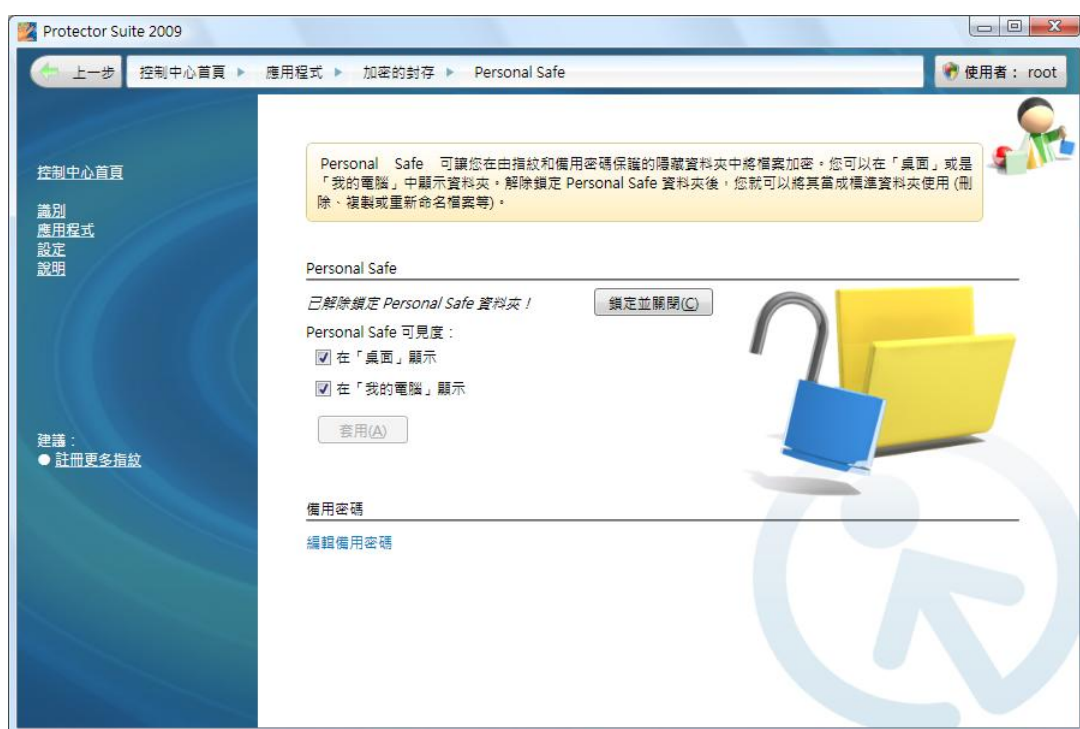 Protector Suite 2009
上一步 控制中心首頁 應用程式 加密的封存 Personal Safe 使用者： root
控制中心首頁
識別
應用程式
設定
說明
建議：
註冊更多指紋
Personal Safe 可讓您在由指紋和備用密碼保護的隱藏資料夾中將檔案加密。您可以在「桌面」或是
「我的電腦」中顯示資料夾。解除鎖定 Personal Safe 資料夾後，您就可以將其當成標準資料夾使用 (刪
除、複製或重新命名檔案等)。
Personal Safe
已解除鎖定 Personal Safe 資料夾！ 鎖定並關閉(C)
Personal Safe 可見度：
在「桌面」顯示
在「我的電腦」顯示
套用(A)
備用密碼
編輯備用密碼